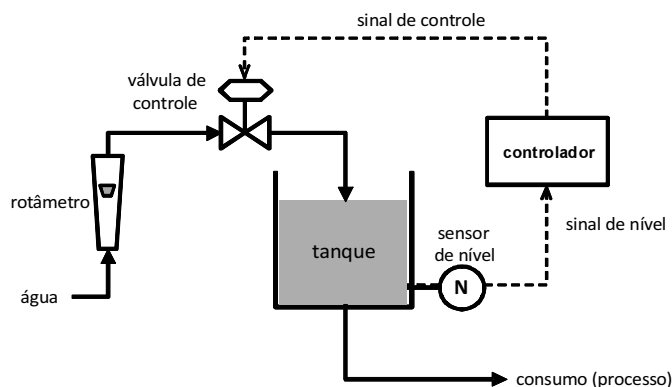 sinal de controle
válvula de
controle
controlador
rotâmetro
sensor
de nível
sinal de nível
tanque
N
água
consumo (processo)